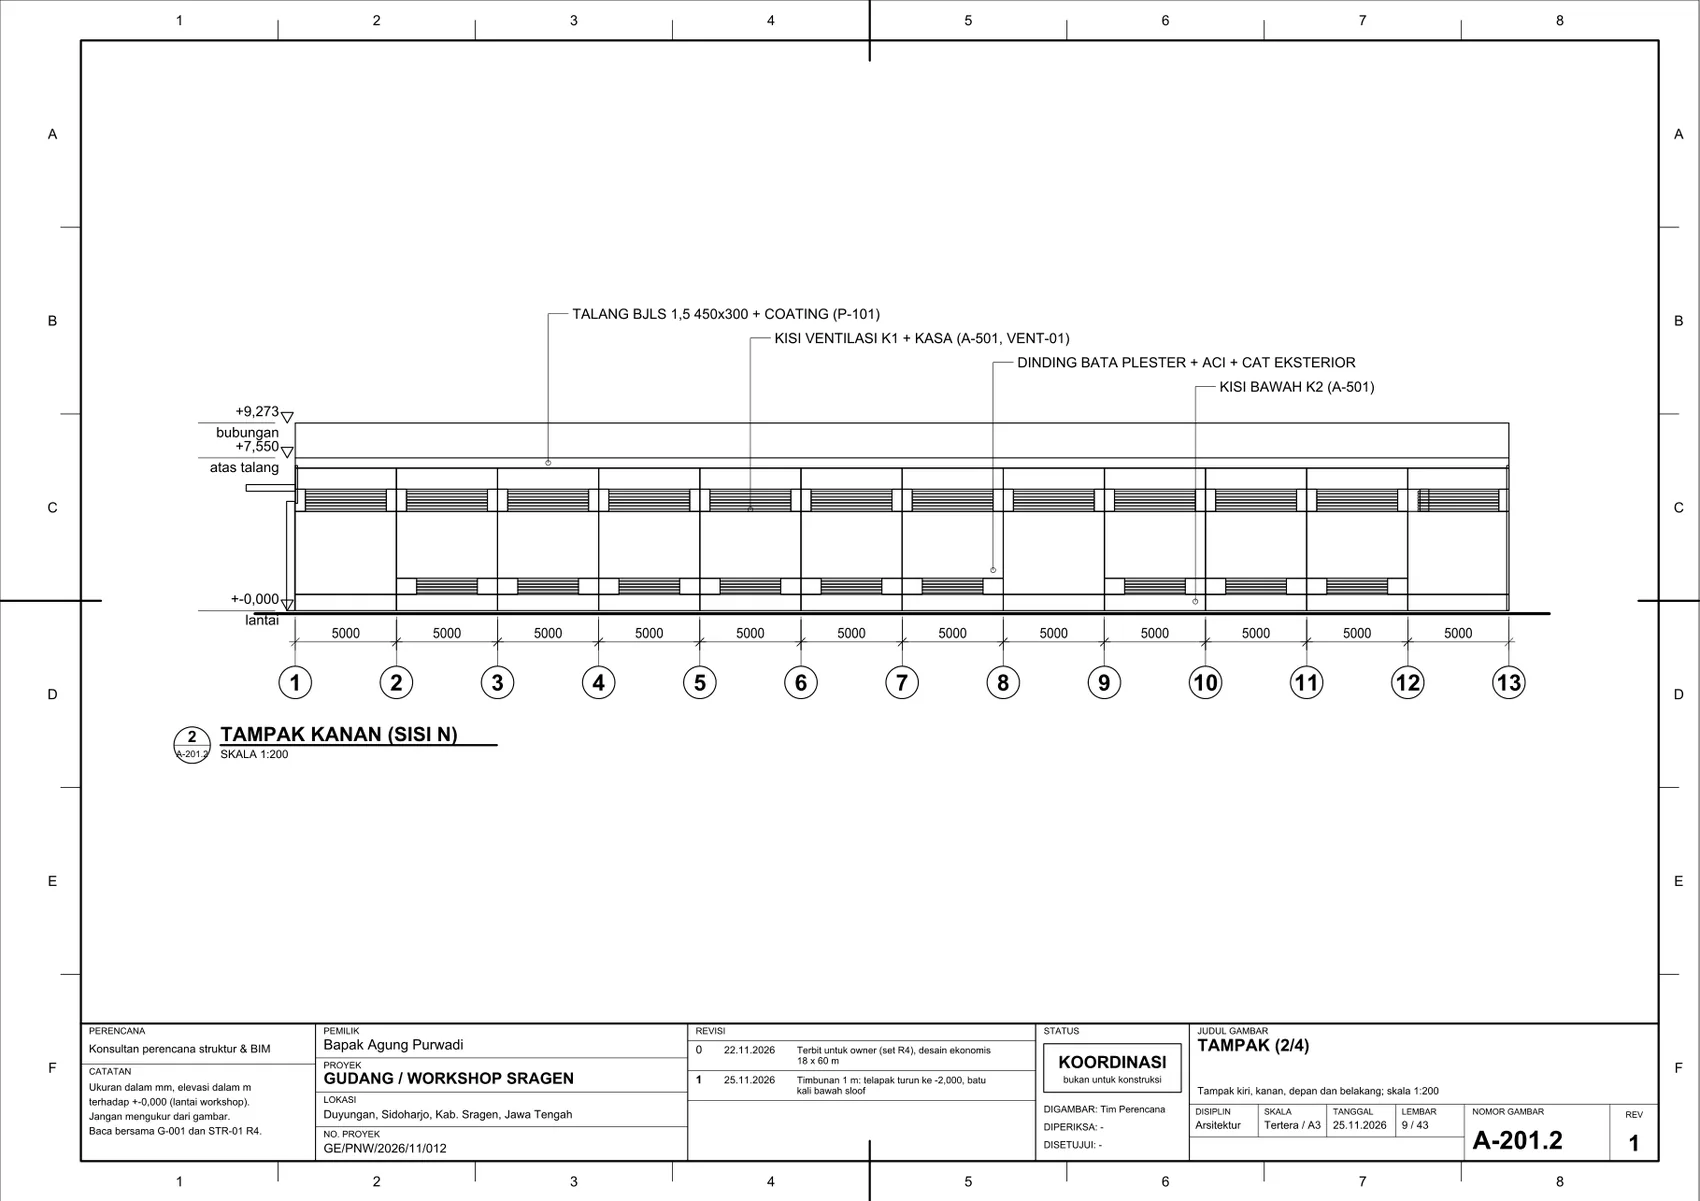 1 2 3 4 5 6 7 8
A A
B B
TALANG BJLS 1,5 450x300 + COATING (P-101)
KISI VENTILASI K1 + KASA (A-501, VENT-01)
DINDING BATA PLESTER + ACI + CAT EKSTERIOR
KISI BAWAH K2 (A-501)
+9,273
bubungan
+7,550
atas talang
C C
+-0,000
lantai
5000 5000 5000 5000 5000 5000 5000 5000 5000 5000 5000 5000
1 2 3 4 5 6 7 8 9 10 11 12 13
D D
2
A-201.2
TAMPAK KANAN (SISI N)
SKALA 1:200
E E
F F
PERENCANA
Konsultan perencana struktur & BIM
CATATAN
Ukuran dalam mm, elevasi dalam m
terhadap +-0,000 (lantai workshop).
Jangan mengukur dari gambar.
Baca bersama G-001 dan STR-01 R4.
PEMILIK
Bapak Agung Purwadi
PROYEK
GUDANG / WORKSHOP SRAGEN
LOKASI
Duyungan, Sidoharjo, Kab. Sragen, Jawa Tengah
NO. PROYEK
GE/PNW/2026/11/012
REVISI
0 22.11.2026 Terbit untuk owner (set R4), desain ekonomis
18 x 60 m
1 25.11.2026 Timbunan 1 m: telapak turun ke -2,000, batu
kali bawah sloof
STATUS
KOORDINASI
bukan untuk konstruksi
DIGAMBAR: Tim Perencana
DIPERIKSA: -
DISETUJUI: -
JUDUL GAMBAR
TAMPAK (2/4)
Tampak kiri, kanan, depan dan belakang; skala 1:200
DISIPLIN
Arsitektur
SKALA
Tertera / A3
TANGGAL
25.11.2026
LEMBAR
9 / 43
NOMOR GAMBAR
A-201.2
REV
1
1 2 3 4 5 6 7 8